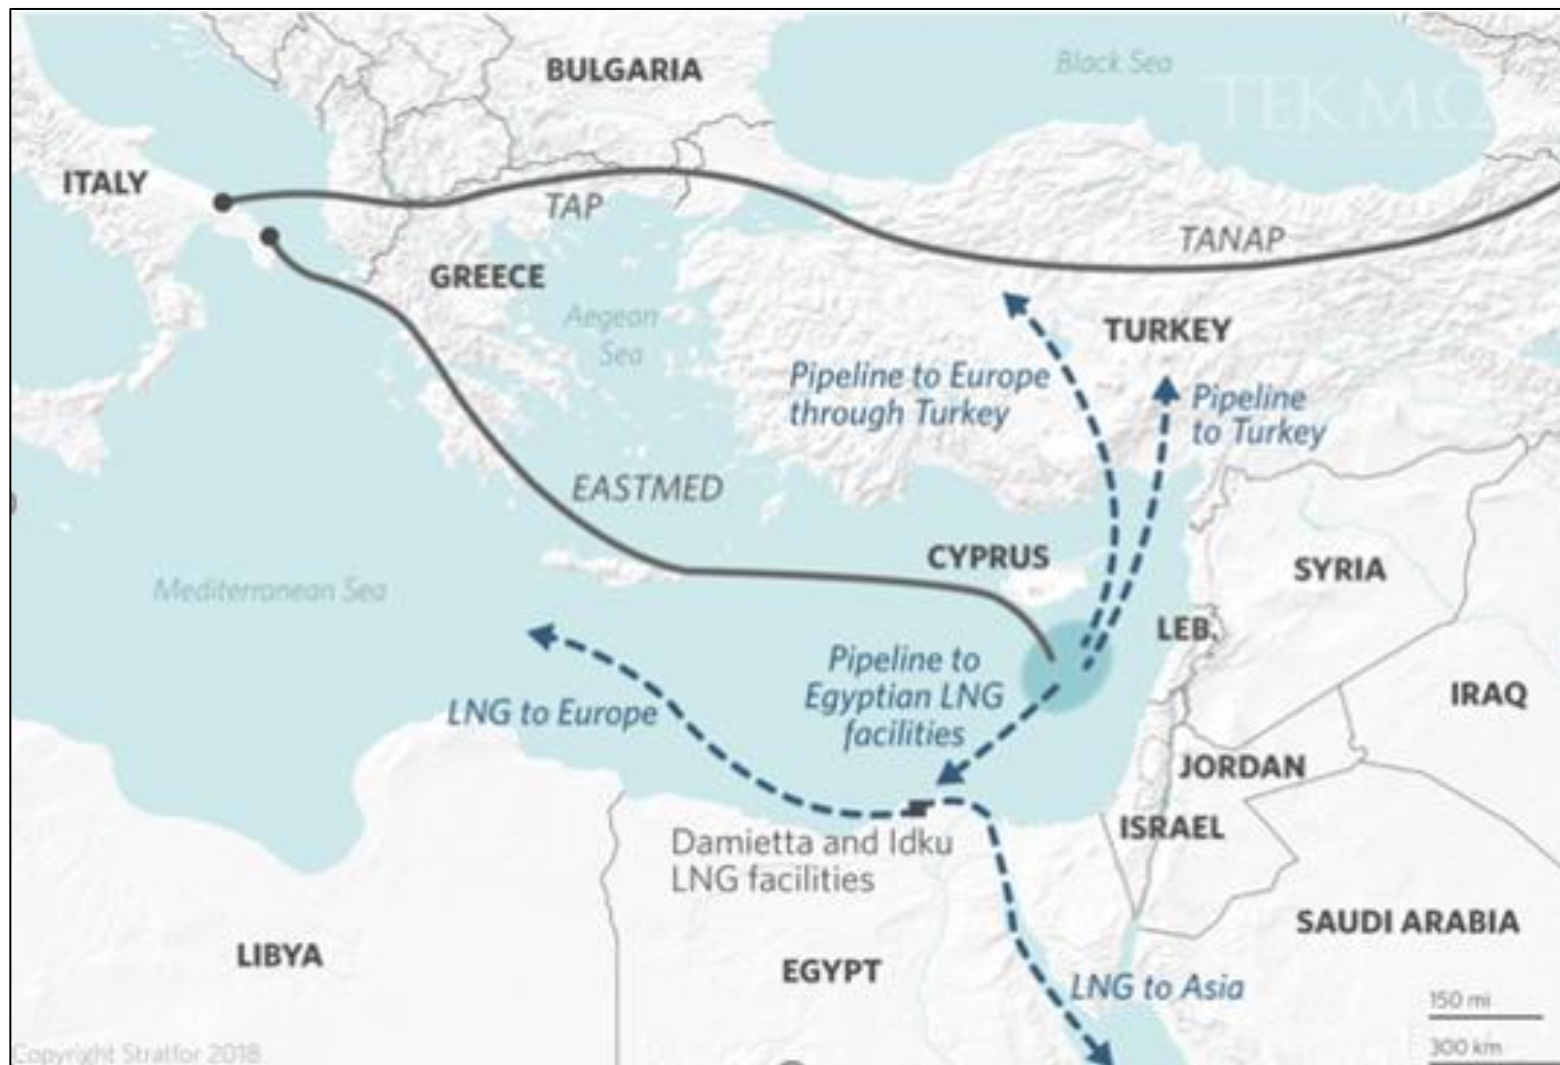 BULGARIA
Black Sea
TEKMΩ
ITALY
TAP
TANAP
GREECE
Aegean
Sea
TURKEY
Pipeline to Europe
through Turkey
Pipeline
to Turkey
EASTMED
CYPRUS
SYRIA
Mediterranean Sea
LEB.
Pipeline to
Egyptian LNG
facilities
IRAQ
LNG to Europe
JORDAN
ISRAEL
Damietta and Idku
LNG facilities
SAUDI ARABIA
LIBYA
EGYPT
LNG to Asia
150 mi
300 km
Copyright Stratfor 2018